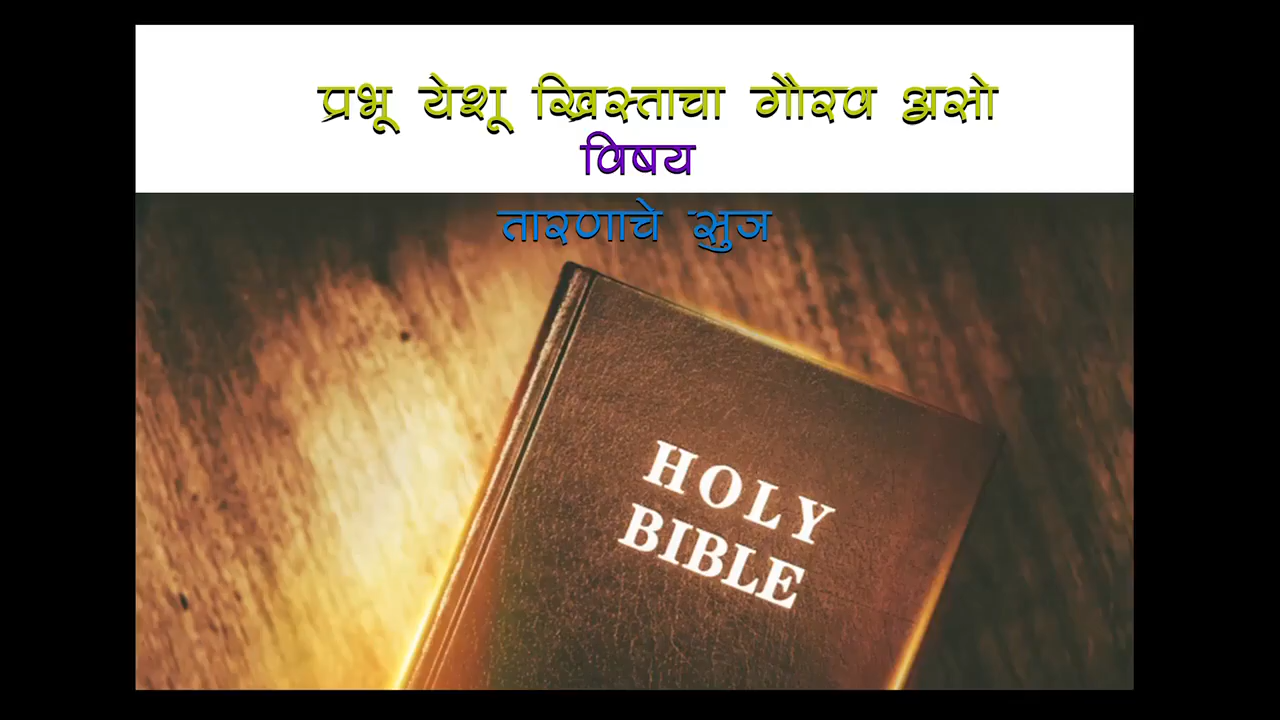 प्रभू येशू ख्रिस्ताचा गौरव असो
विषय
तारणाचे सुत्र
HOLY
BIBLE